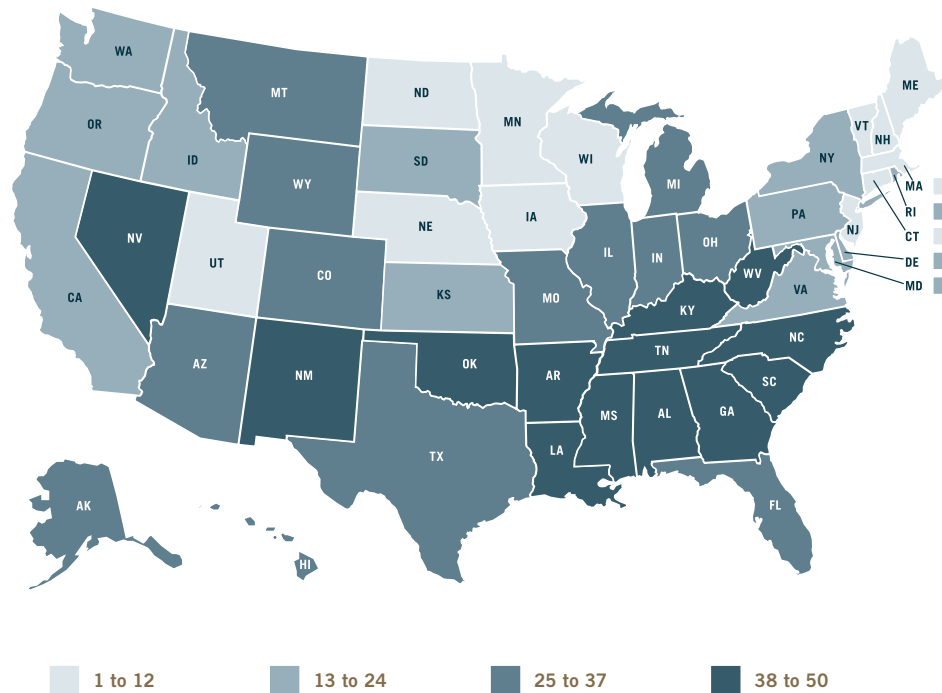 WA
MT
ND
MN
ME
OR
ID
SD
WI
VT
NH
NY
WY
MI
MA
RI
CT
NV
NE
IA
PA
NJ
DE
MD
UT
CO
IL
IN
OH
WV
VA
CA
KS
MO
KY
AZ
NM
OK
AR
TN
NC
SC
MS
AL
GA
TX
LA
FL
AK
HI
1 to 12
13 to 24
25 to 37
38 to 50